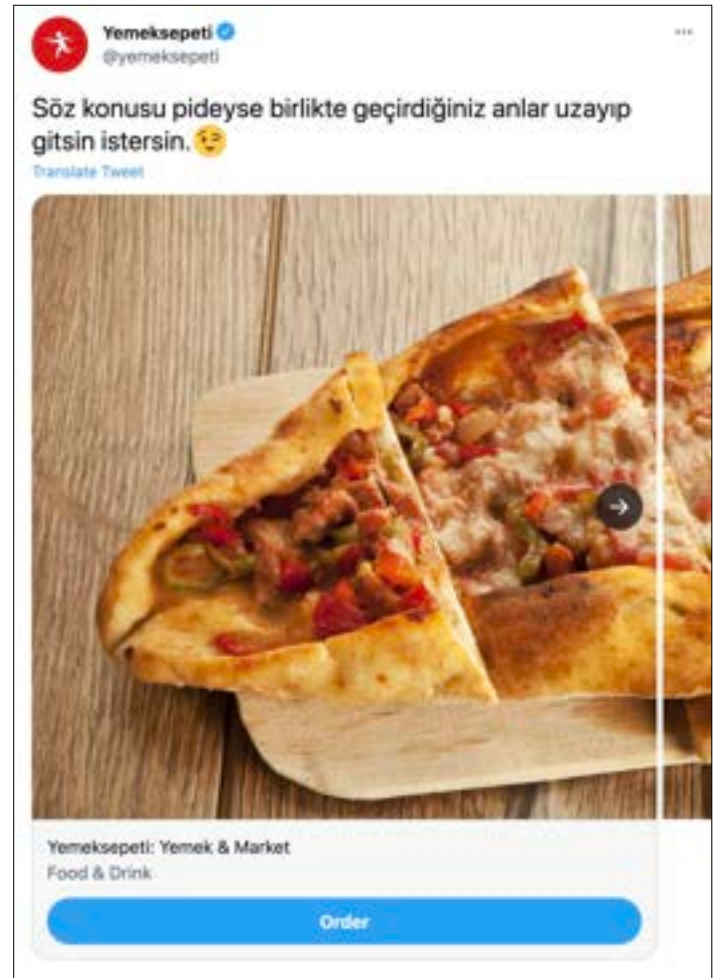 Yemeksepeti
@yemeksepeti
Söz konusu pideyse birlikte geçirdiğiniz anlar uzayıp
gitsin istersin.😉
Translate Tweet
Yemeksepeti: Yemek & Market
Food & Drink
Order